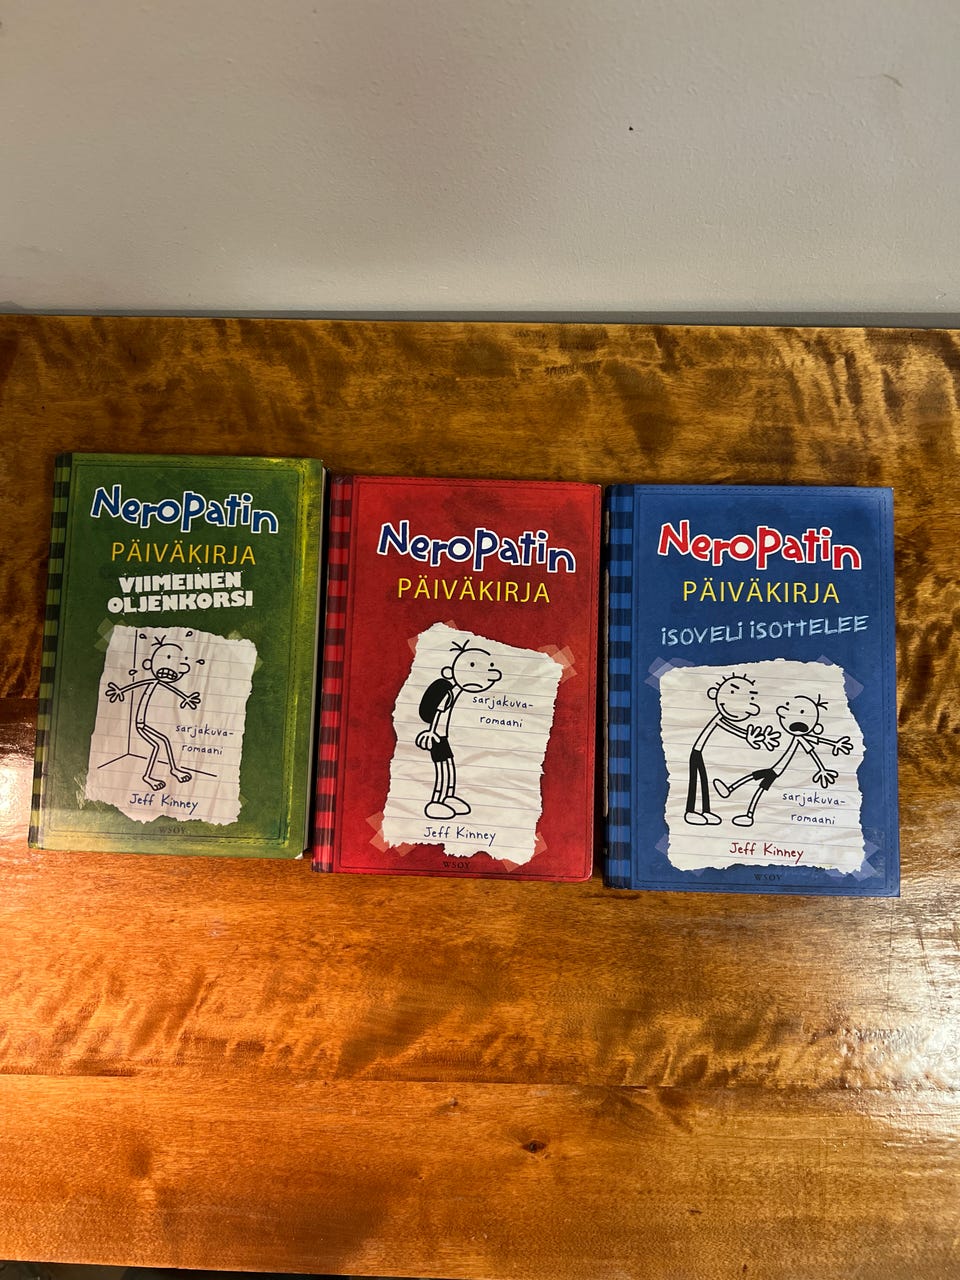 Neropatin
PÄIVÄKIRJA
VIIMEINEN
OLJENKORSI
sarjakuva-
romaani
Jeff Kinney
WSOY
Neropatin
PÄIVÄKIRJA
sarjakuva-
romaani
Jeff Kinney
WSOY
Neropatin
PÄIVÄKIRJA
ISOVELI ISOTTELEE
sarjakuva-
romaani
Jeff Kinney
WSOY